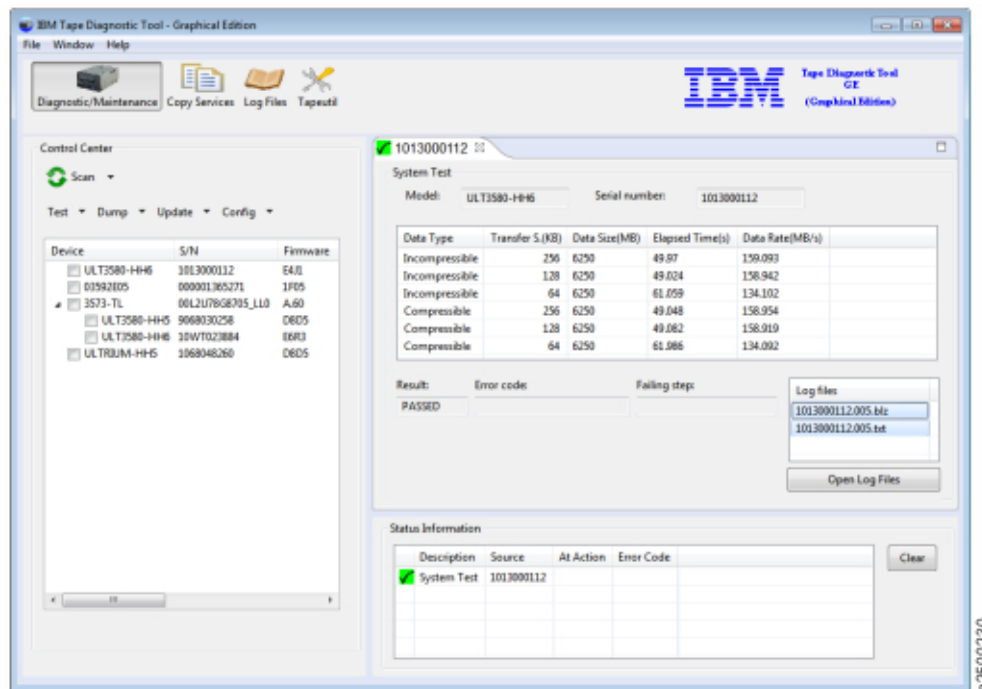 IBM Tape Diagnostic Tool - Graphical Edition
File Window Help
Diagnostic/Maintenance Copy Services Log Files Tapeutil
IBM
Tape Diagnostic Tool
GE
(Graphical Edition)
Control Center
Scan
Test Dump Update Config
Device S/N Firmware
ULT3580-HH6 1013000112 E4J1
03592E05 000001365271 1F05
3573-TL 00L2U78G8705_LL0 A.60
ULT3580-HH5 9068030258 D8D5
ULT3580-HH6 10WT023884 E6R3
ULTRIUM-HH5 1068048260 D8D5
1013000112
System Test
Model: ULT3580-HH6 Serial number: 1013000112
Data Type Transfer S.(KB) Data Size(MB) Elapsed Time(s) Data Rate(MB/s)
Incompressible 256 6250 49.97 159.093
Incompressible 128 6250 49.024 158.942
Incompressible 64 6250 61.059 134.102
Compressible 256 6250 49.048 158.954
Compressible 128 6250 49.082 158.919
Compressible 64 6250 61.986 134.092
Result: Error code: Failing step:
PASSED
Log files
1013000112.005.blz
1013000112.005.txt
Open Log Files
Status Information
Description Source At Action Error Code
System Test 1013000112
Clear